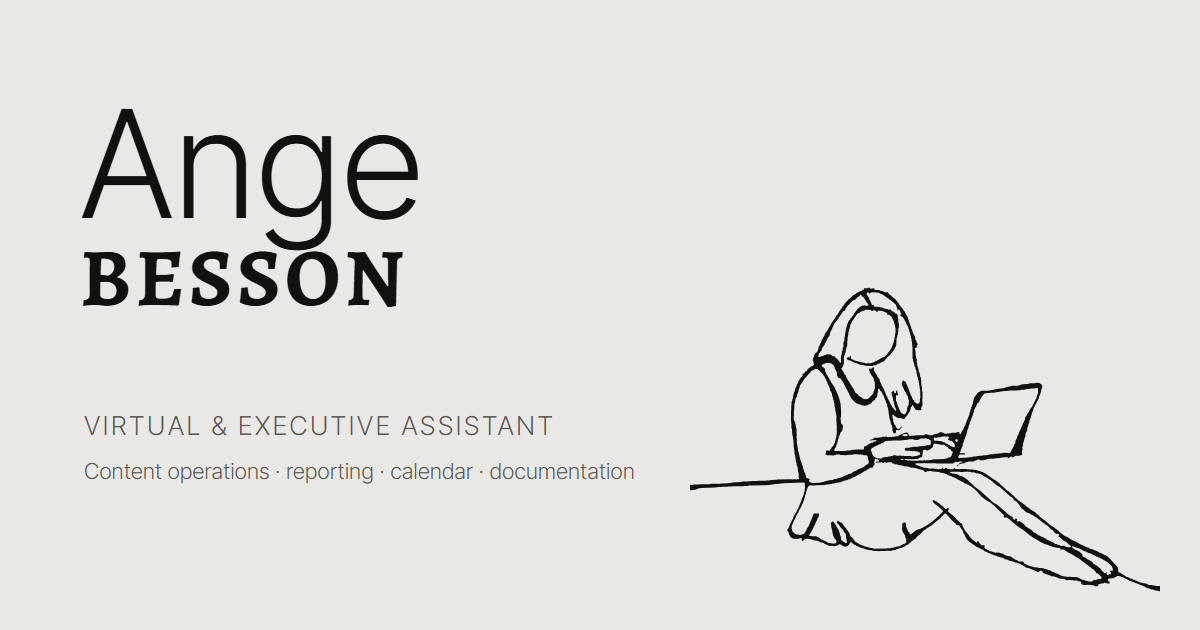 Ange
BESSON
VIRTUAL & EXECUTIVE ASSISTANT
Content operations · reporting · calendar · documentation